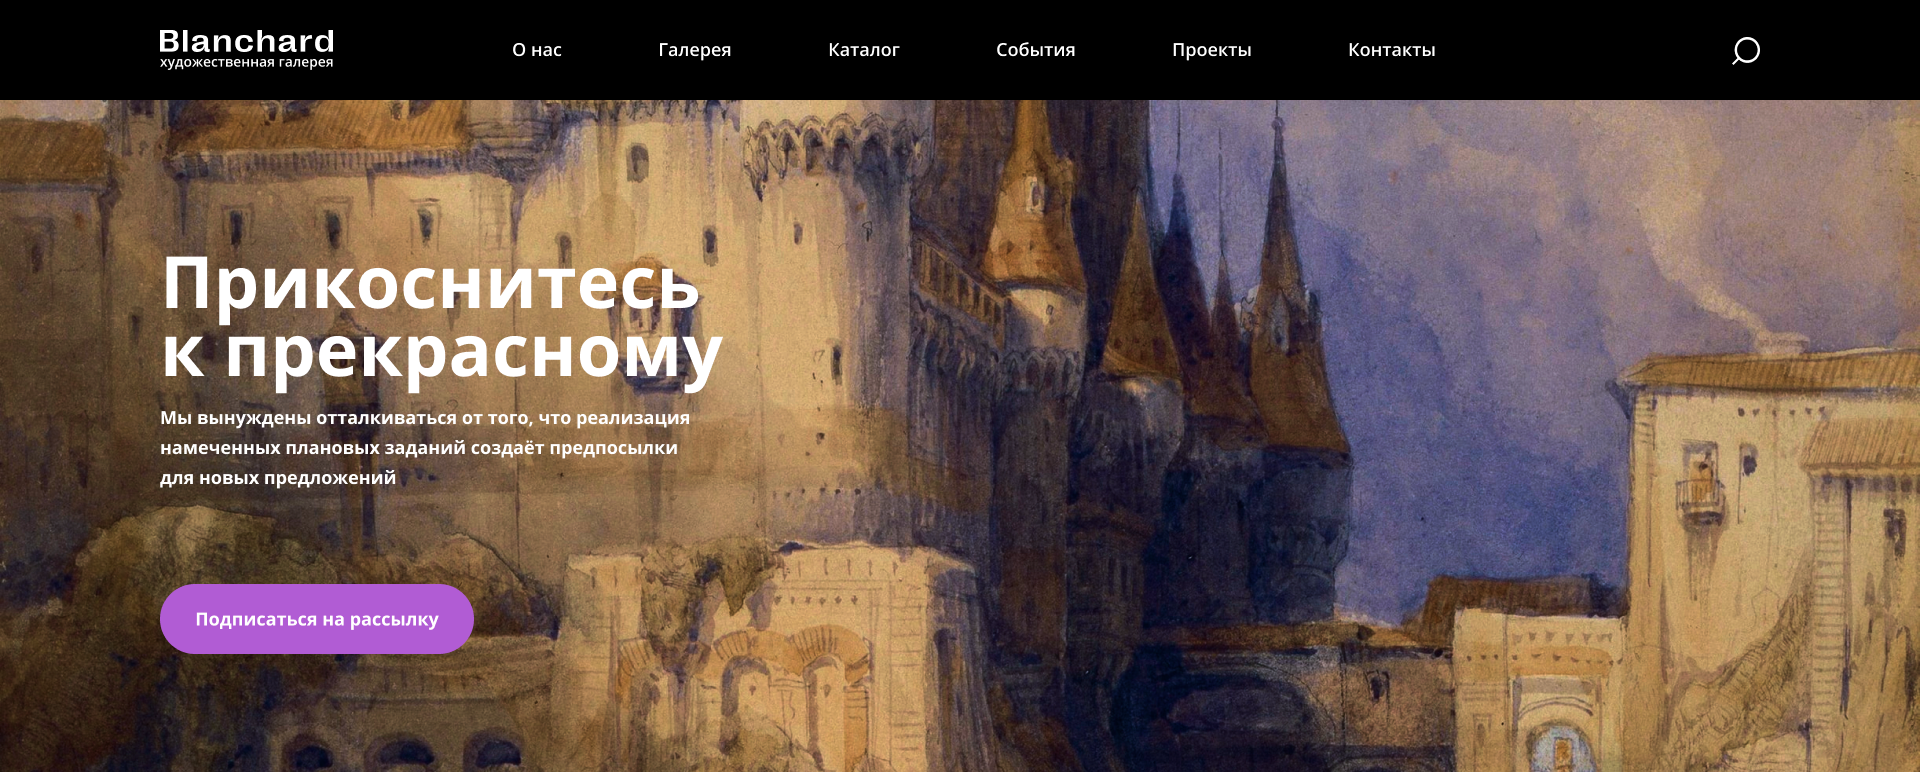 Blanchard
художественная галерея
О нас
Галерея
Каталог
События
Проекты
Контакты
Прикоснитесь
к прекрасному
Мы вынуждены отталкиваться от того, что реализация
намеченных плановых заданий создаёт предпосылки
для новых предложений
Подписаться на рассылку